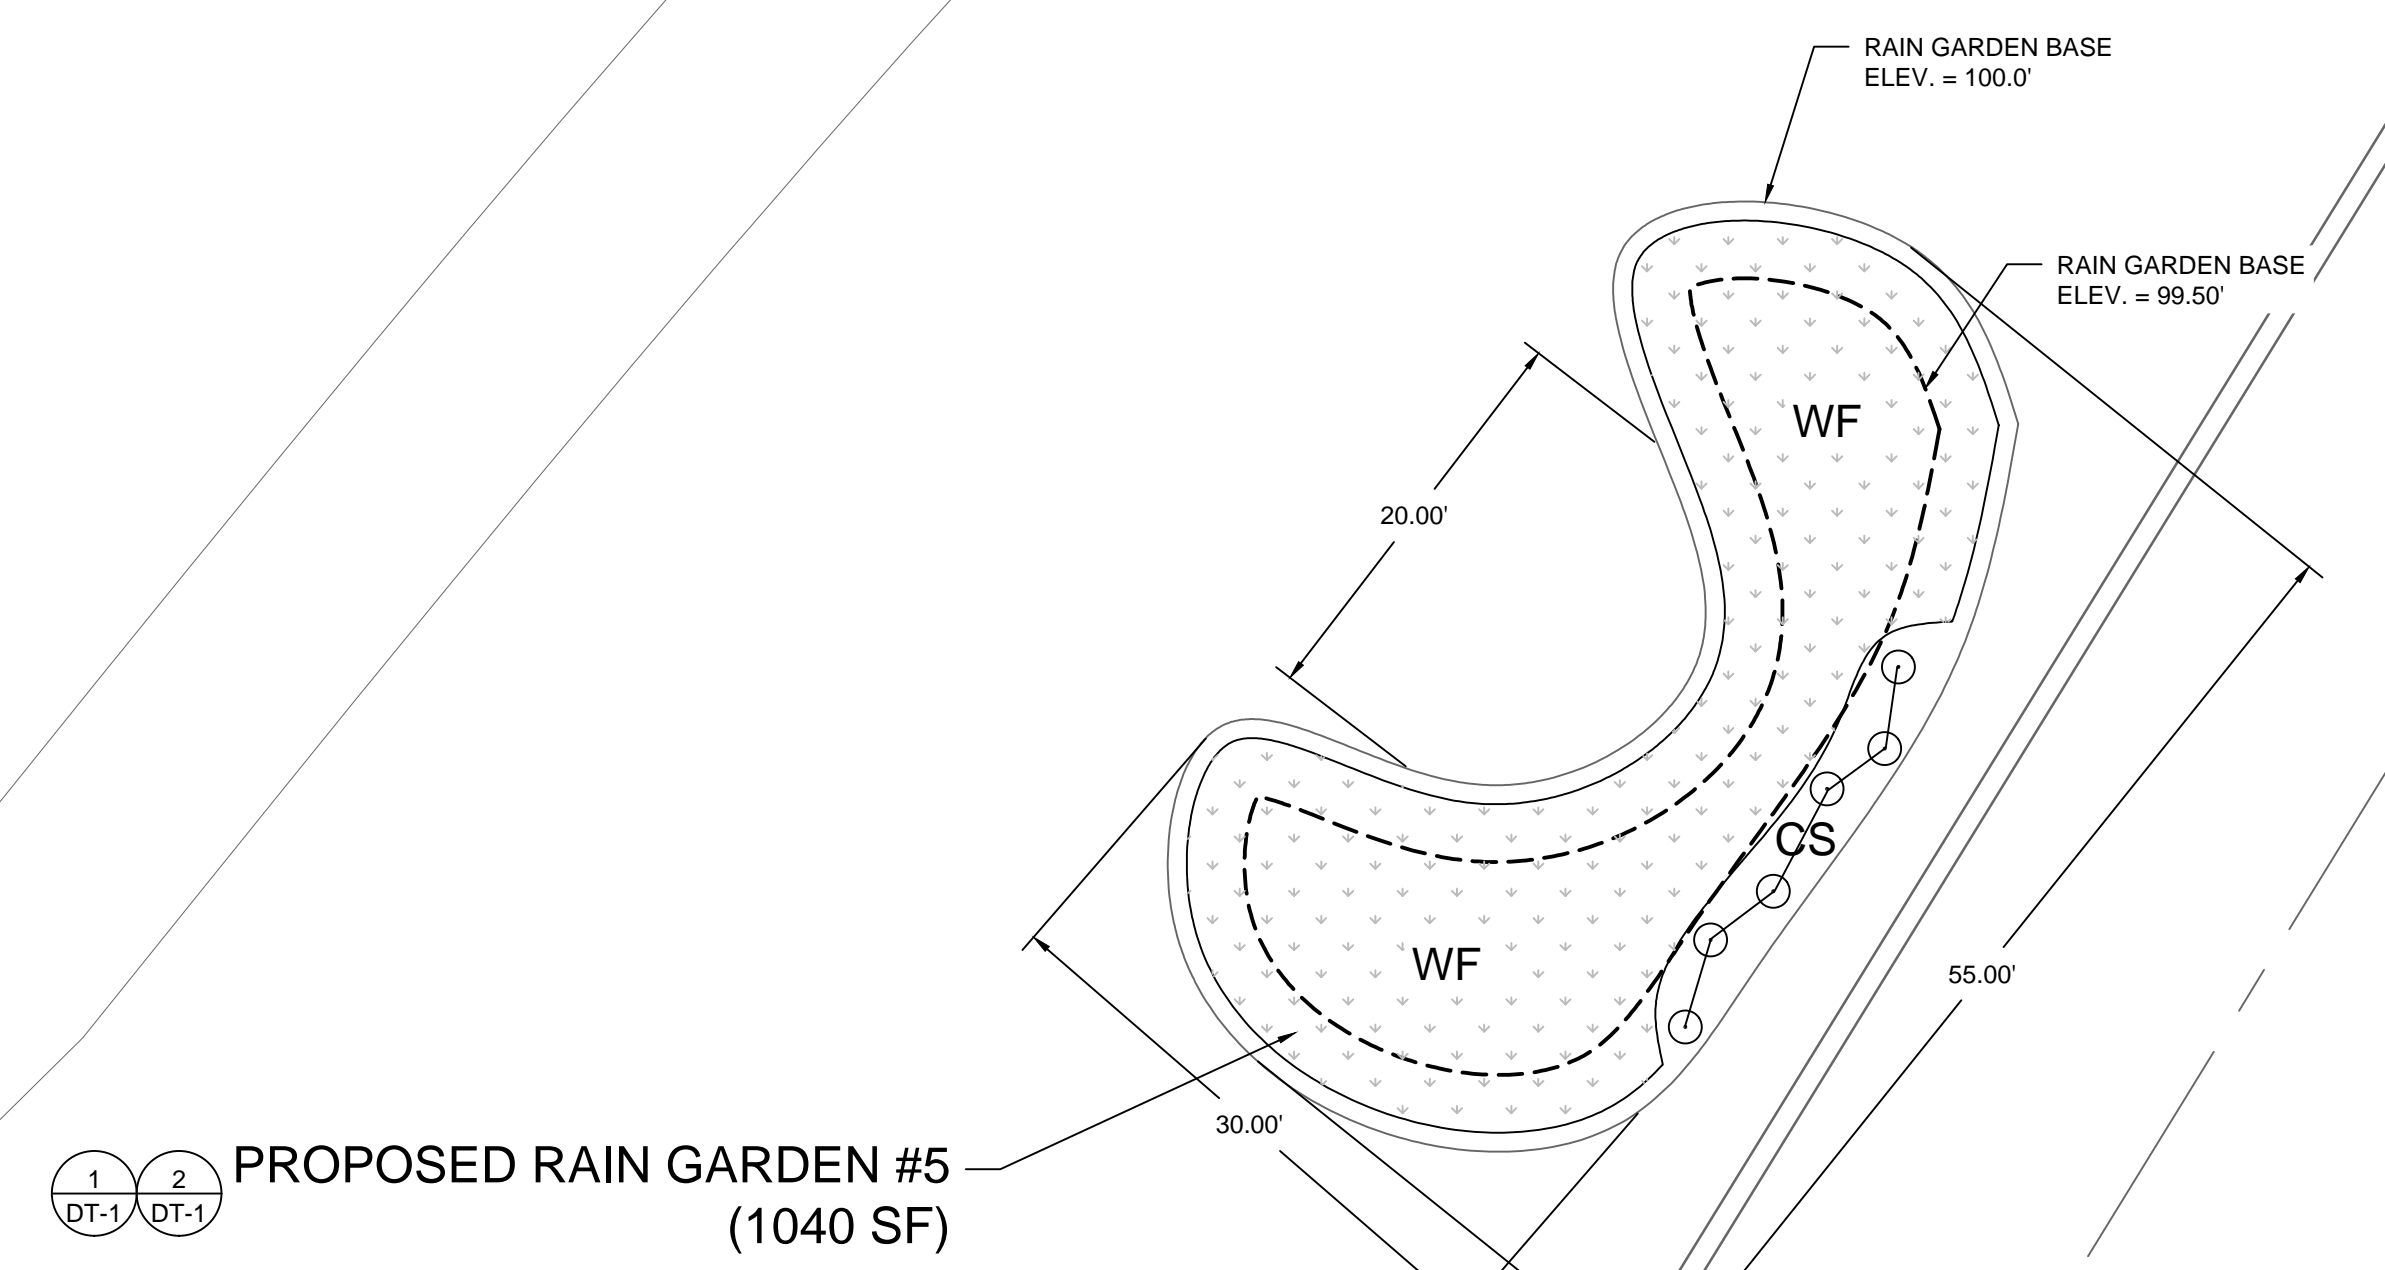 RAIN GARDEN BASE
ELEV. = 100.0'
RAIN GARDEN BASE
ELEV. = 99.50'
WF
20.00'
CS
WF
55.00'
30.00'
1
DT-1
2
DT-1
PROPOSED RAIN GARDEN #5
(1040 SF)